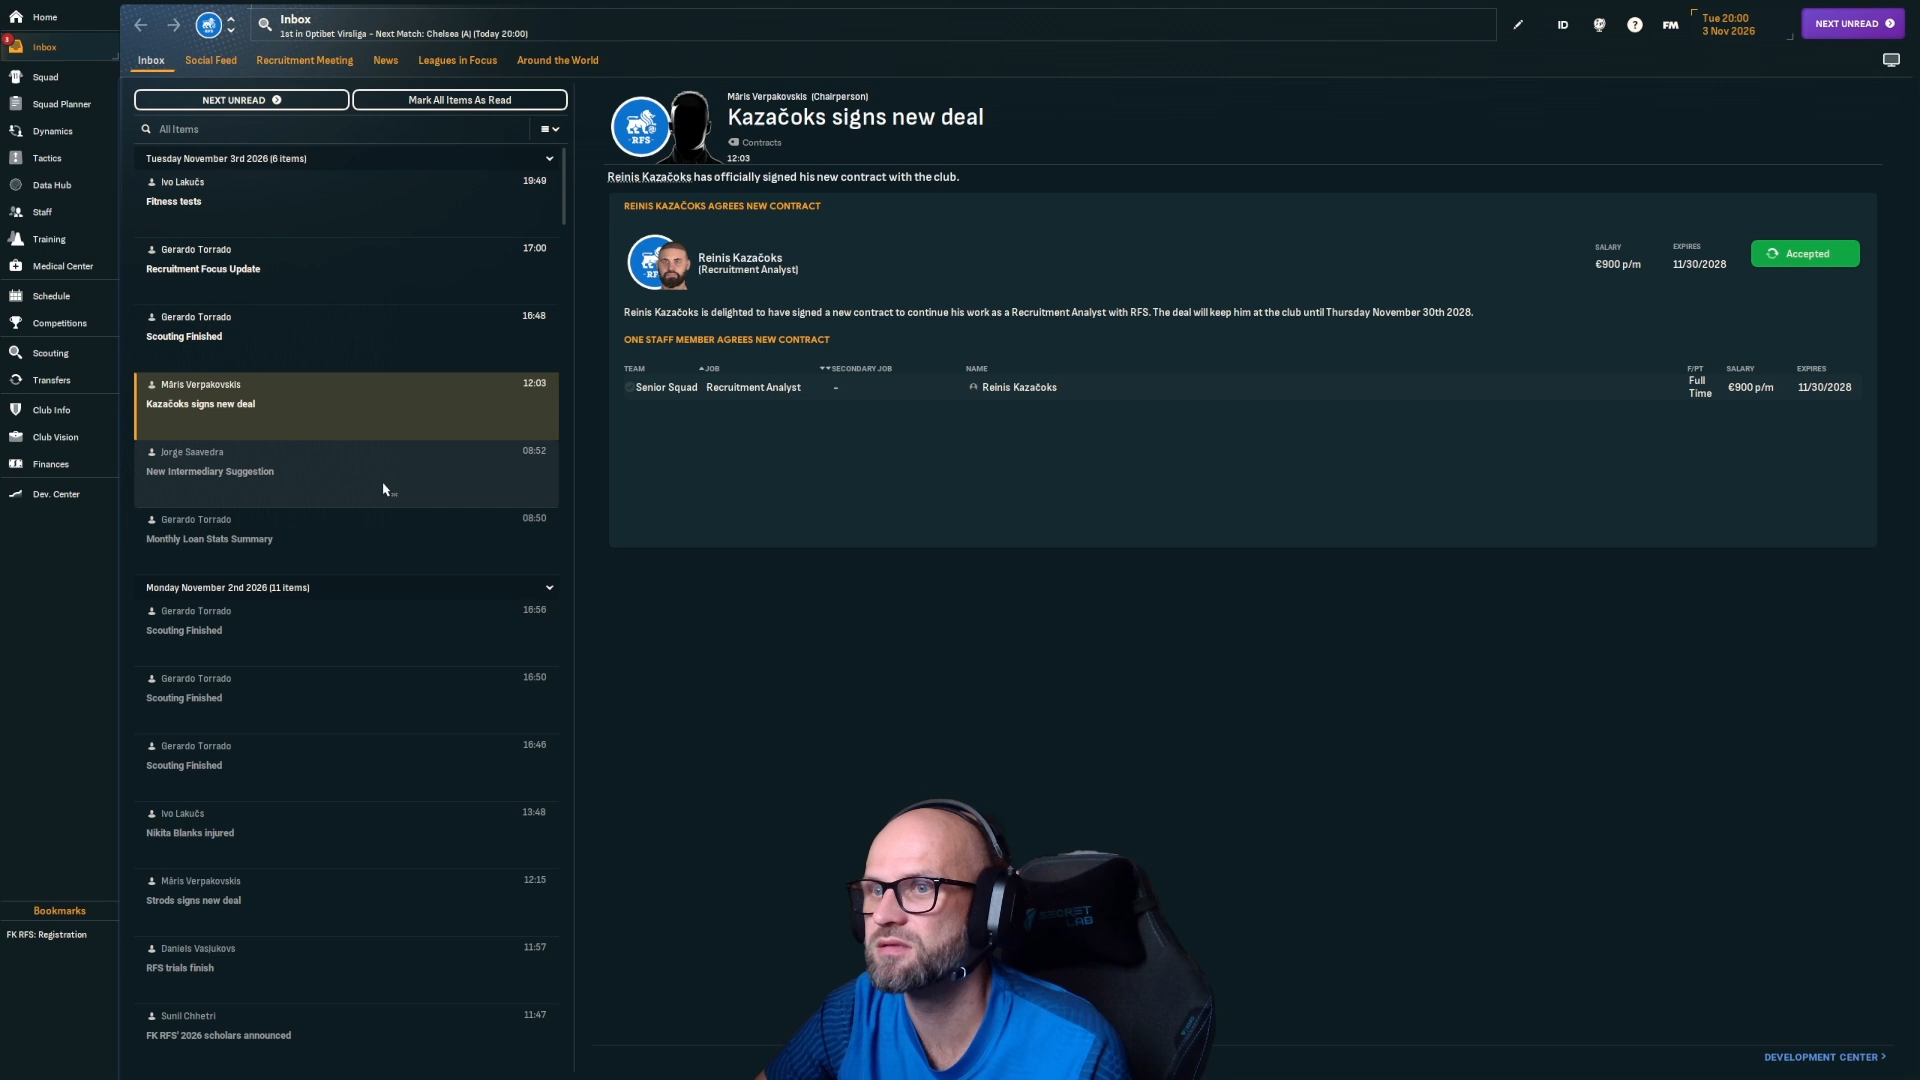 Home
Inbox
Squad
Squad Planner
Dynamics
Tactics
Data Hub
Staff
Training
Medical Center
Schedule
Competitions
Scouting
Transfers
Club Info
Club Vision
Finances
Dev. Center
Bookmarks
FK RFS: Registration
Inbox
1st in Optibet Virsliga - Next Match: Chelsea (A) (Today 20:00)
ID
FM
Tue 20:00
3 Nov 2026
NEXT UNREAD
Inbox
Social Feed
Recruitment Meeting
News
Leagues in Focus
Around the World
NEXT UNREAD
Mark All Items As Read
All Items
Tuesday November 3rd 2026 (6 items)
Ivo Lakučs 19:49
Fitness tests
Gerardo Torrado 17:00
Recruitment Focus Update
Gerardo Torrado 16:48
Scouting Finished
Māris Verpakovskis 12:03
Kazačoks signs new deal
Jorge Saavedra 08:52
New Intermediary Suggestion
Gerardo Torrado 08:50
Monthly Loan Stats Summary
Monday November 2nd 2026 (11 items)
Gerardo Torrado 16:56
Scouting Finished
Gerardo Torrado 16:50
Scouting Finished
Gerardo Torrado 16:46
Scouting Finished
Ivo Lakučs 13:48
Nikita Blanks injured
Māris Verpakovskis 12:15
Strods signs new deal
Daniels Vasjukovs 11:57
RFS trials finish
Sunil Chhetri 11:47
FK RFS' 2026 scholars announced
Māris Verpakovskis (Chairperson)
Kazačoks signs new deal
Contracts
12:03
Reinis Kazačoks has officially signed his new contract with the club.
REINIS KAZAČOKS AGREES NEW CONTRACT
Reinis Kazačoks
(Recruitment Analyst)
SALARY
€900 p/m
EXPIRES
11/30/2028
Accepted
Reinis Kazačoks is delighted to have signed a new contract to continue his work as a Recruitment Analyst with RFS. The deal will keep him at the club until Thursday November 30th 2028.
ONE STAFF MEMBER AGREES NEW CONTRACT
TEAM JOB SECONDARY JOB NAME F/PT SALARY EXPIRES
Senior Squad Recruitment Analyst - Reinis Kazačoks Full Time €900 p/m 11/30/2028
SECRET
LAB
DEVELOPMENT CENTER >